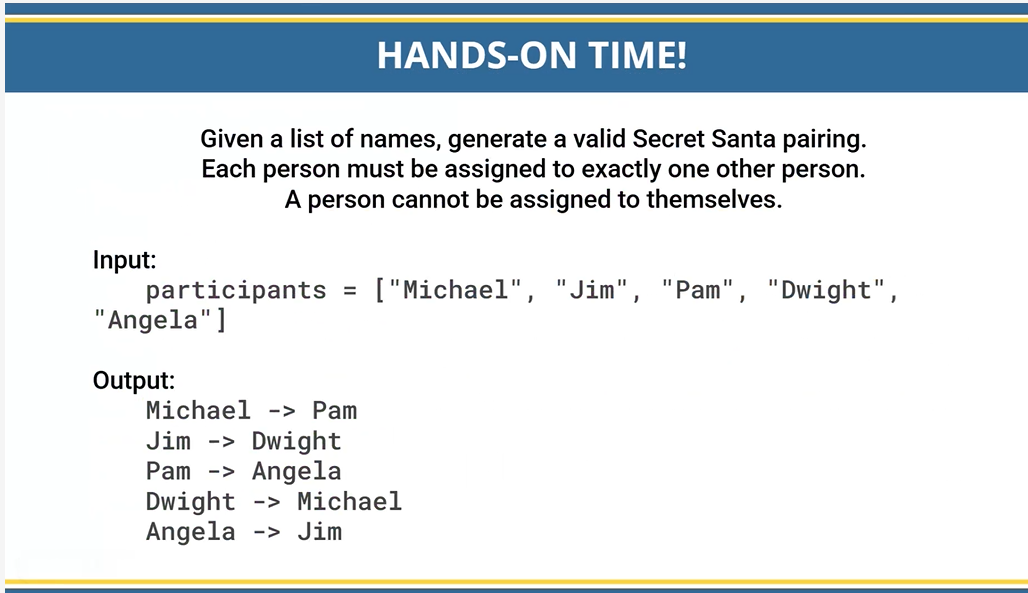 HANDS-ON TIME!
Given a list of names, generate a valid Secret Santa pairing.
Each person must be assigned to exactly one other person.
A person cannot be assigned to themselves.
Input:
participants = ["Michael", "Jim", "Pam", "Dwight",
"Angela"]
Output:
Michael -> Pam
Jim -> Dwight
Pam -> Angela
Dwight -> Michael
Angela -> Jim